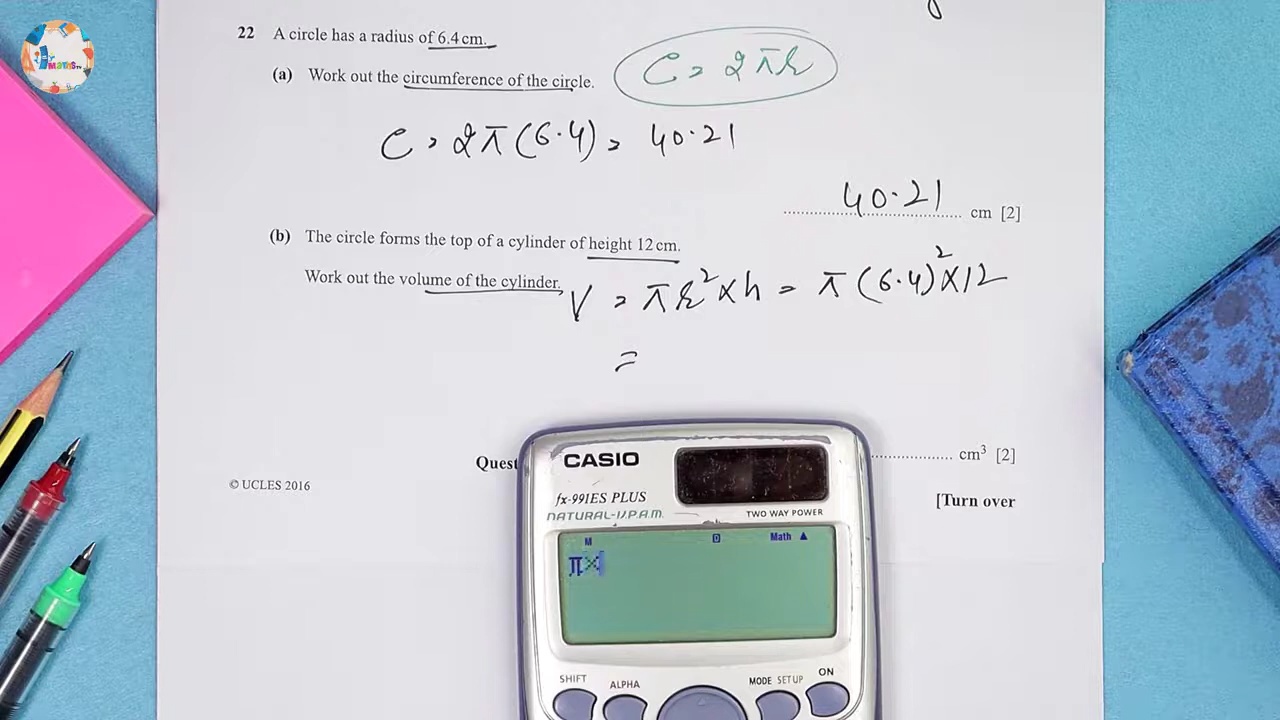 MATHS TV
22 A circle has a radius of 6.4 cm.
C = 2πr
(a) Work out the circumference of the circle.
C = 2π(6.4) = 40.21
40.21
.................................................. cm [2]
(b) The circle forms the top of a cylinder of height 12 cm.
Work out the volume of the cylinder.
V = πr² × h = π(6.4)² × 12
=
.................. cm³ [2]
Quest
© UCLES 2016
[Turn over
CASIO
fx-991ES PLUS
NATURAL-V.P.A.M.
TWO WAY POWER
M D Math ▲
π×
SHIFT ALPHA MODE SETUP ON